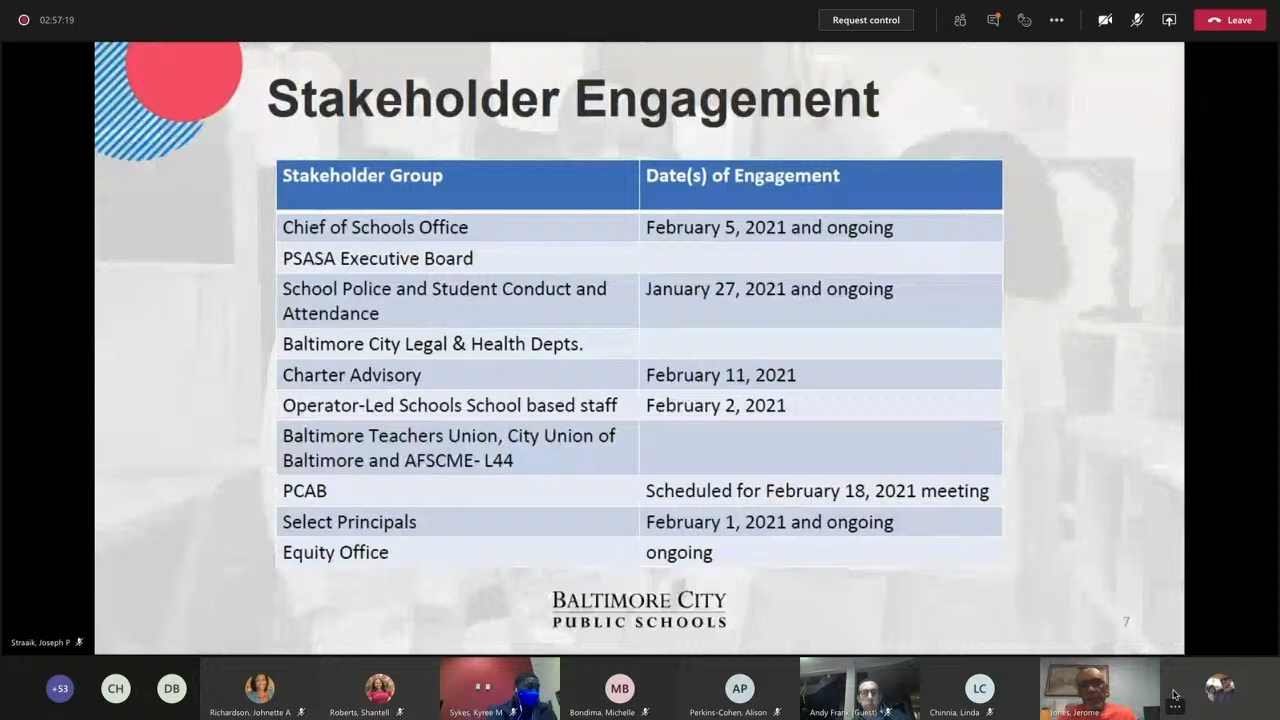 02:57:19
Request control
Leave
Stakeholder Engagement
Stakeholder Group
Date(s) of Engagement
Chief of Schools Office
February 5, 2021 and ongoing
PSASA Executive Board
School Police and Student Conduct and
Attendance
January 27, 2021 and ongoing
Baltimore City Legal & Health Depts.
Charter Advisory
February 11, 2021
Operator-Led Schools School based staff
February 2, 2021
Baltimore Teachers Union, City Union of
Baltimore and AFSCME- L44
PCAB
Scheduled for February 18, 2021 meeting
Select Principals
February 1, 2021 and ongoing
Equity Office
ongoing
BALTIMORE CITY
PUBLIC SCHOOLS
7
Straaik, Joseph P
+53
CH
DB
Richardson, Johnette A
Roberts, Shantell
Sykes, Kyree M
MB
Bondima, Michelle
AP
Perkins-Cohen, Alison
Andy Frank (Guest)
LC
Chinnia, Linda
Jones, Jerome